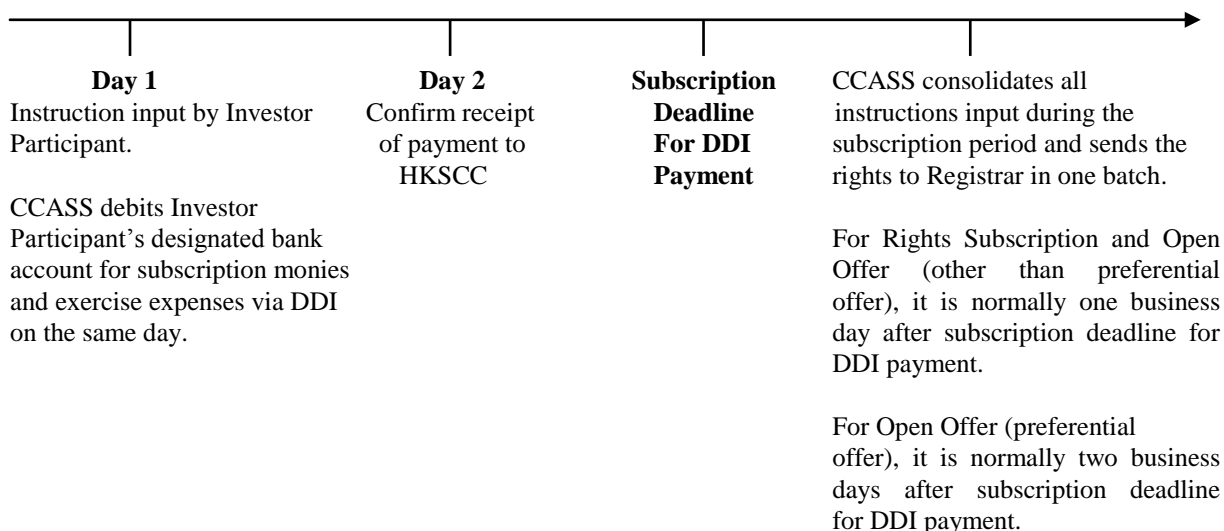 Day 1
Instruction input by Investor
Participant.
CCASS debits Investor
Participant's designated bank
account for subscription monies
and exercise expenses via DDI
on the same day.
Day 2
Confirm receipt
of payment to
HKSCC
Subscription
Deadline
For DDI
Payment
CCASS consolidates all
instructions input during the
subscription period and sends the
rights to Registrar in one batch.
For Rights Subscription and Open
Offer (other than preferential
offer), it is normally one business
day after subscription deadline for
DDI payment.
For Open Offer (preferential
offer), it is normally two business
days after subscription deadline
for DDI payment.